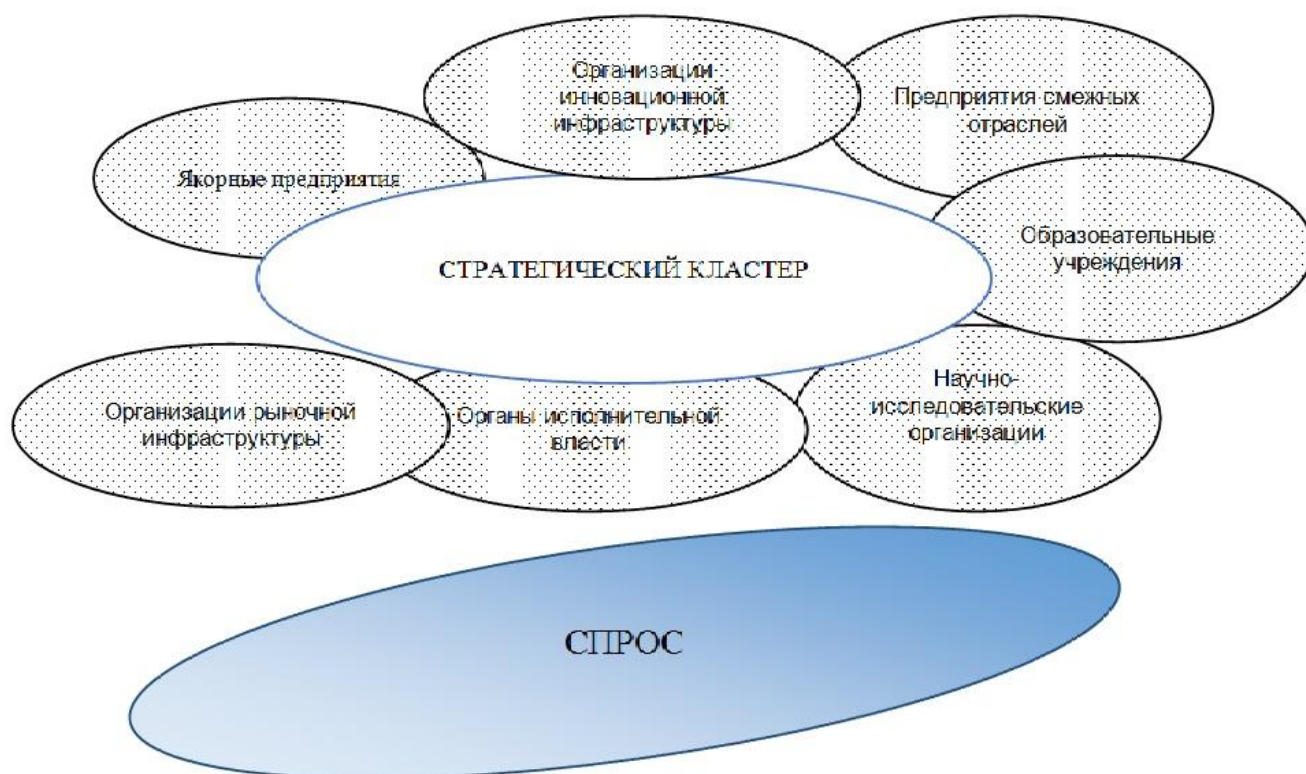 Организации
инновационной
инфраструктуры
Предприятия смежных
отраслей
Якорные предприятия
Образовательные
учреждения
СТРАТЕГИЧЕСКИЙ КЛАСТЕР
Научно-
исследовательские
организации
Организации рыночной
инфраструктуры
Органы исполнительной
власти
СПРОС